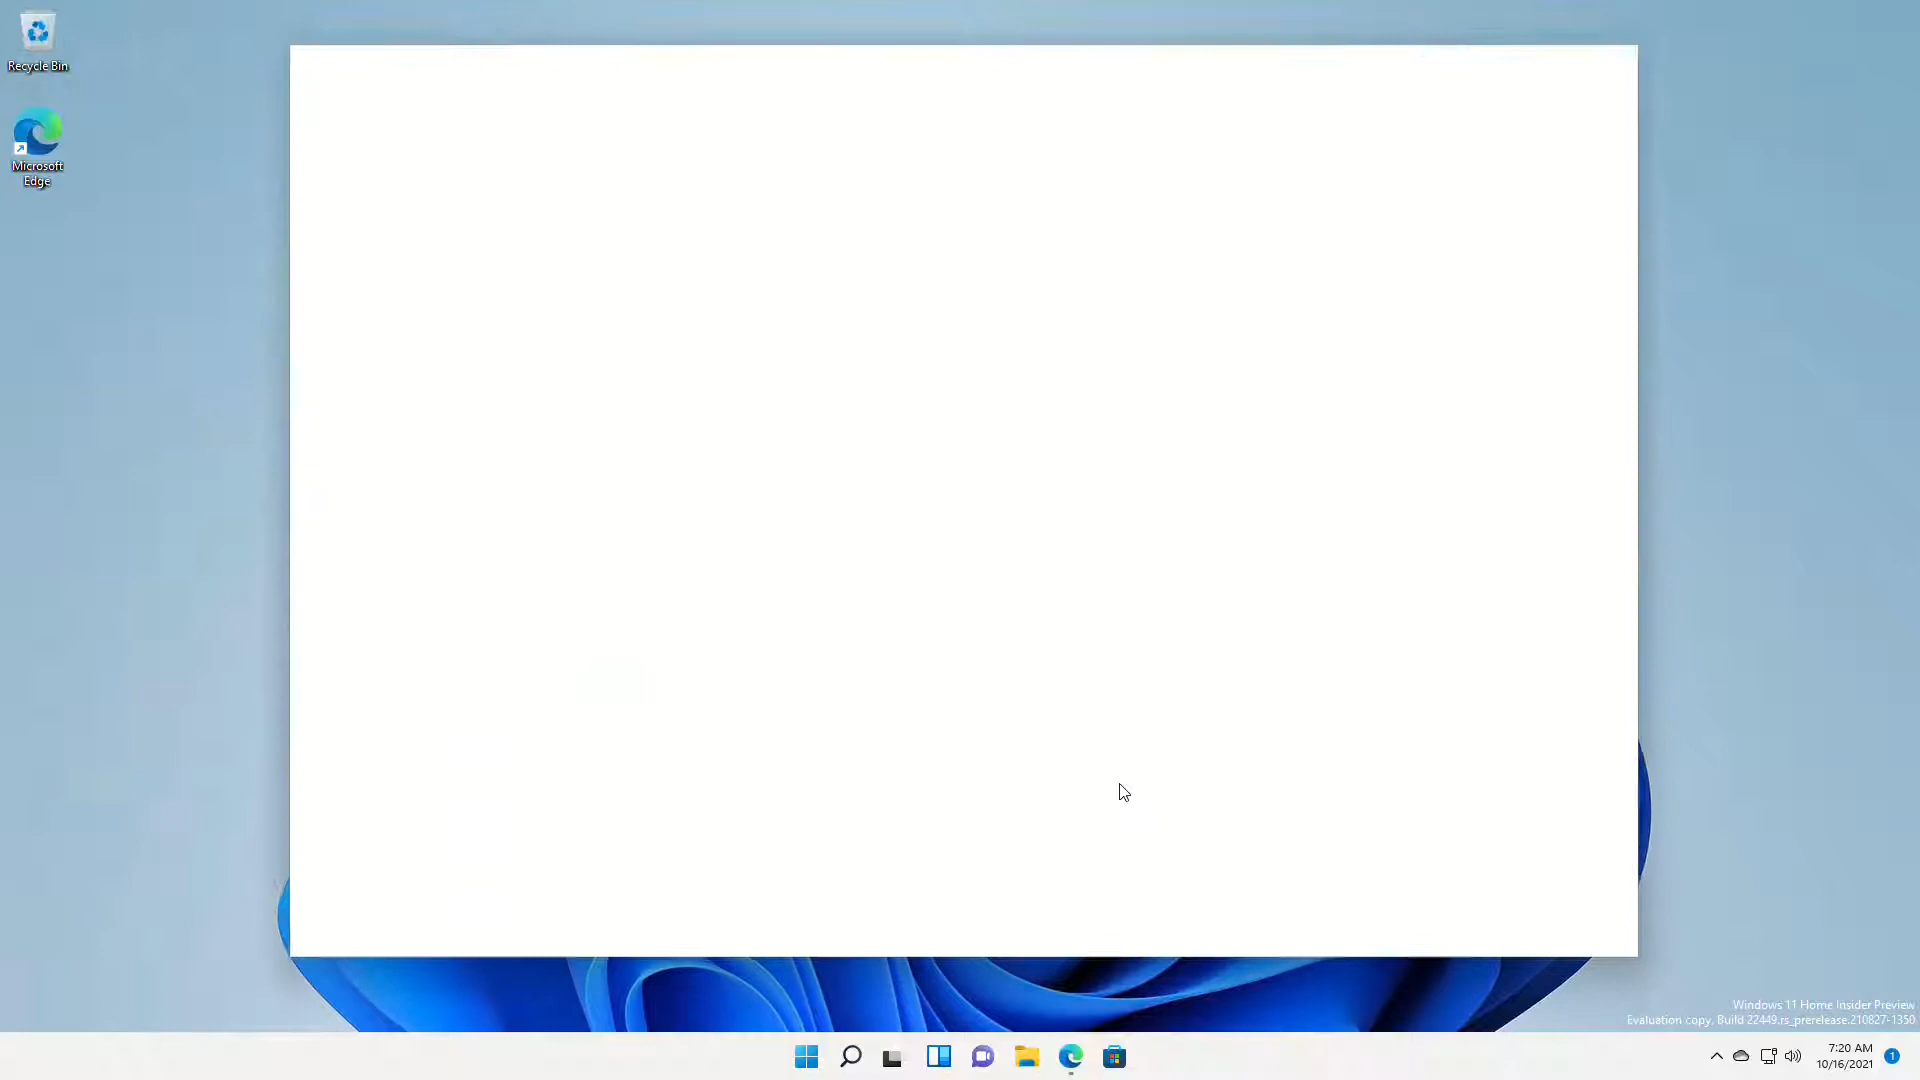 Recycle Bin
Microsoft
Edge
Windows 11 Home Insider Preview
Evaluation copy. Build 22449.rs_prerelease.210827-1350
7:20 AM
10/16/2021
1